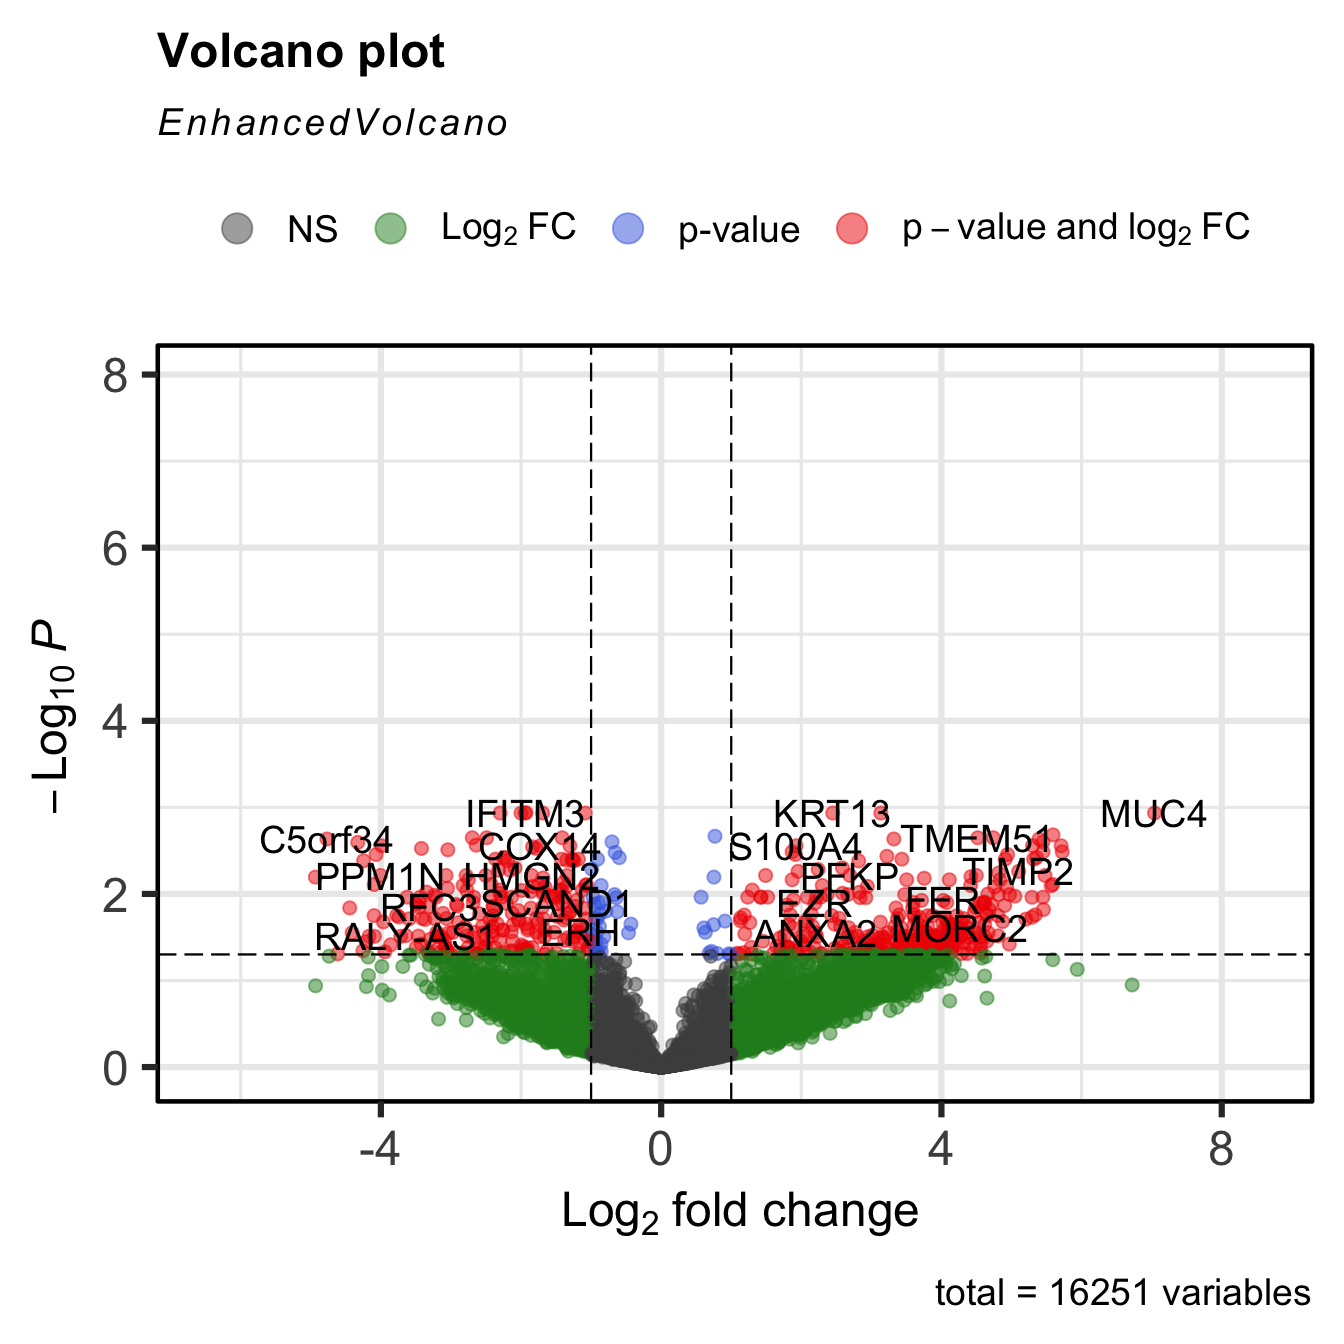 Volcano plot
EnhancedVolcano
NS Log₂ FC p-value p – value and log₂ FC
8
6
4
2
0
– Log₁₀ P
IFITM3 KRT13 MUC4
C5orf34 COX14 S100A4 TMEM51
PPM1N HMGN2 PFKP TIMP2
RFC3 SCAND1 EZR FER
RALY-AS1 ERH ANXA2 MORC2
-4 0 4 8
Log₂ fold change
total = 16251 variables